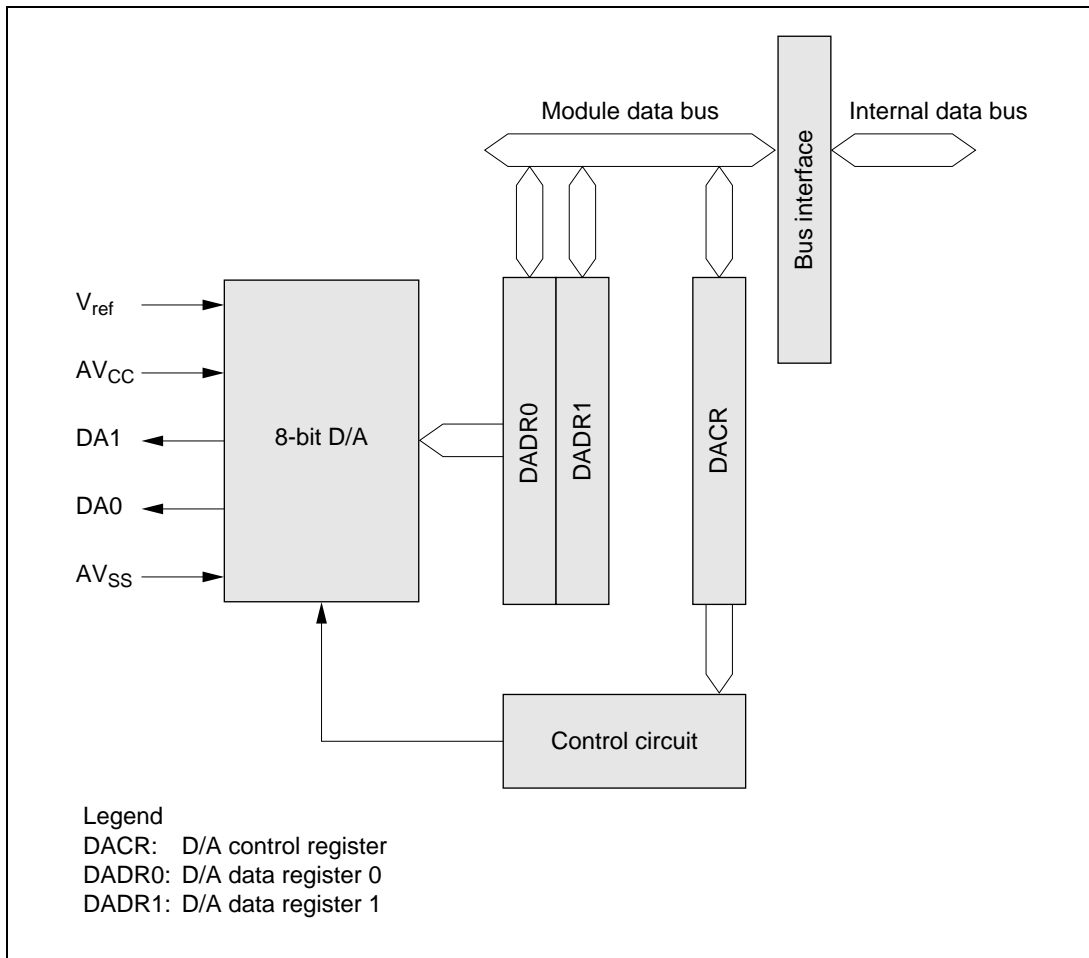 Module data bus
Internal data bus
Bus interface
V_ref
AV_CC
DA1
DA0
AV_SS
8-bit D/A
DADR0
DADR1
DACR
Control circuit
Legend
DACR: D/A control register
DADR0: D/A data register 0
DADR1: D/A data register 1